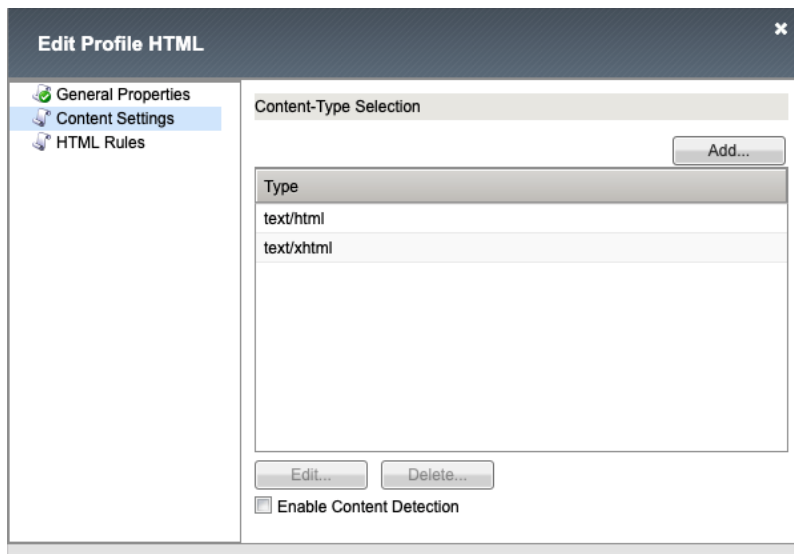 Edit Profile HTML
General Properties
Content Settings
HTML Rules
Content-Type Selection
Add...
Type
text/html
text/xhtml
Edit...
Delete...
Enable Content Detection